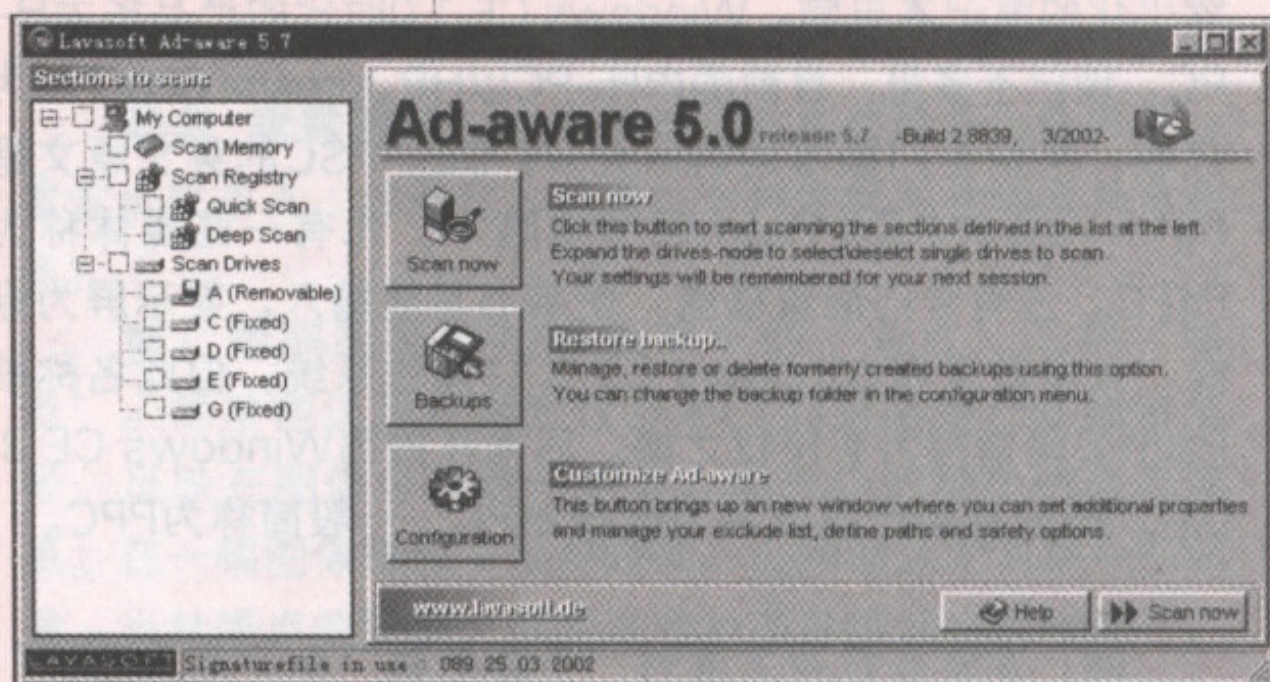 Lavasoft Ad-aware 5.7
Sections to scan:
My Computer
Scan Memory
Scan Registry
Quick Scan
Deep Scan
Scan Drives
A (Removable)
C (Fixed)
D (Fixed)
E (Fixed)
G (Fixed)
Ad-aware 5.0 release 5.7 -Build 2.8839, 3/2002-
Scan now
Scan now
Click this button to start scanning the sections defined in the list at the left.
Expand the drives-node to select\deselct single drives to scan.
Your settings will be remembered for your next session.
Backups
Restore backup..
Manage, restore or delete formerly created backups using this option.
You can change the backup folder in the configuration menu.
Configuration
Customize Ad-aware
This button brings up an new window where you can set additional properties
and manage your exclude list, define paths and safety options.
www.lavasoft.de
Help
Scan now
LAVASOFT
Signaturefile in use : 089 25 03 2002